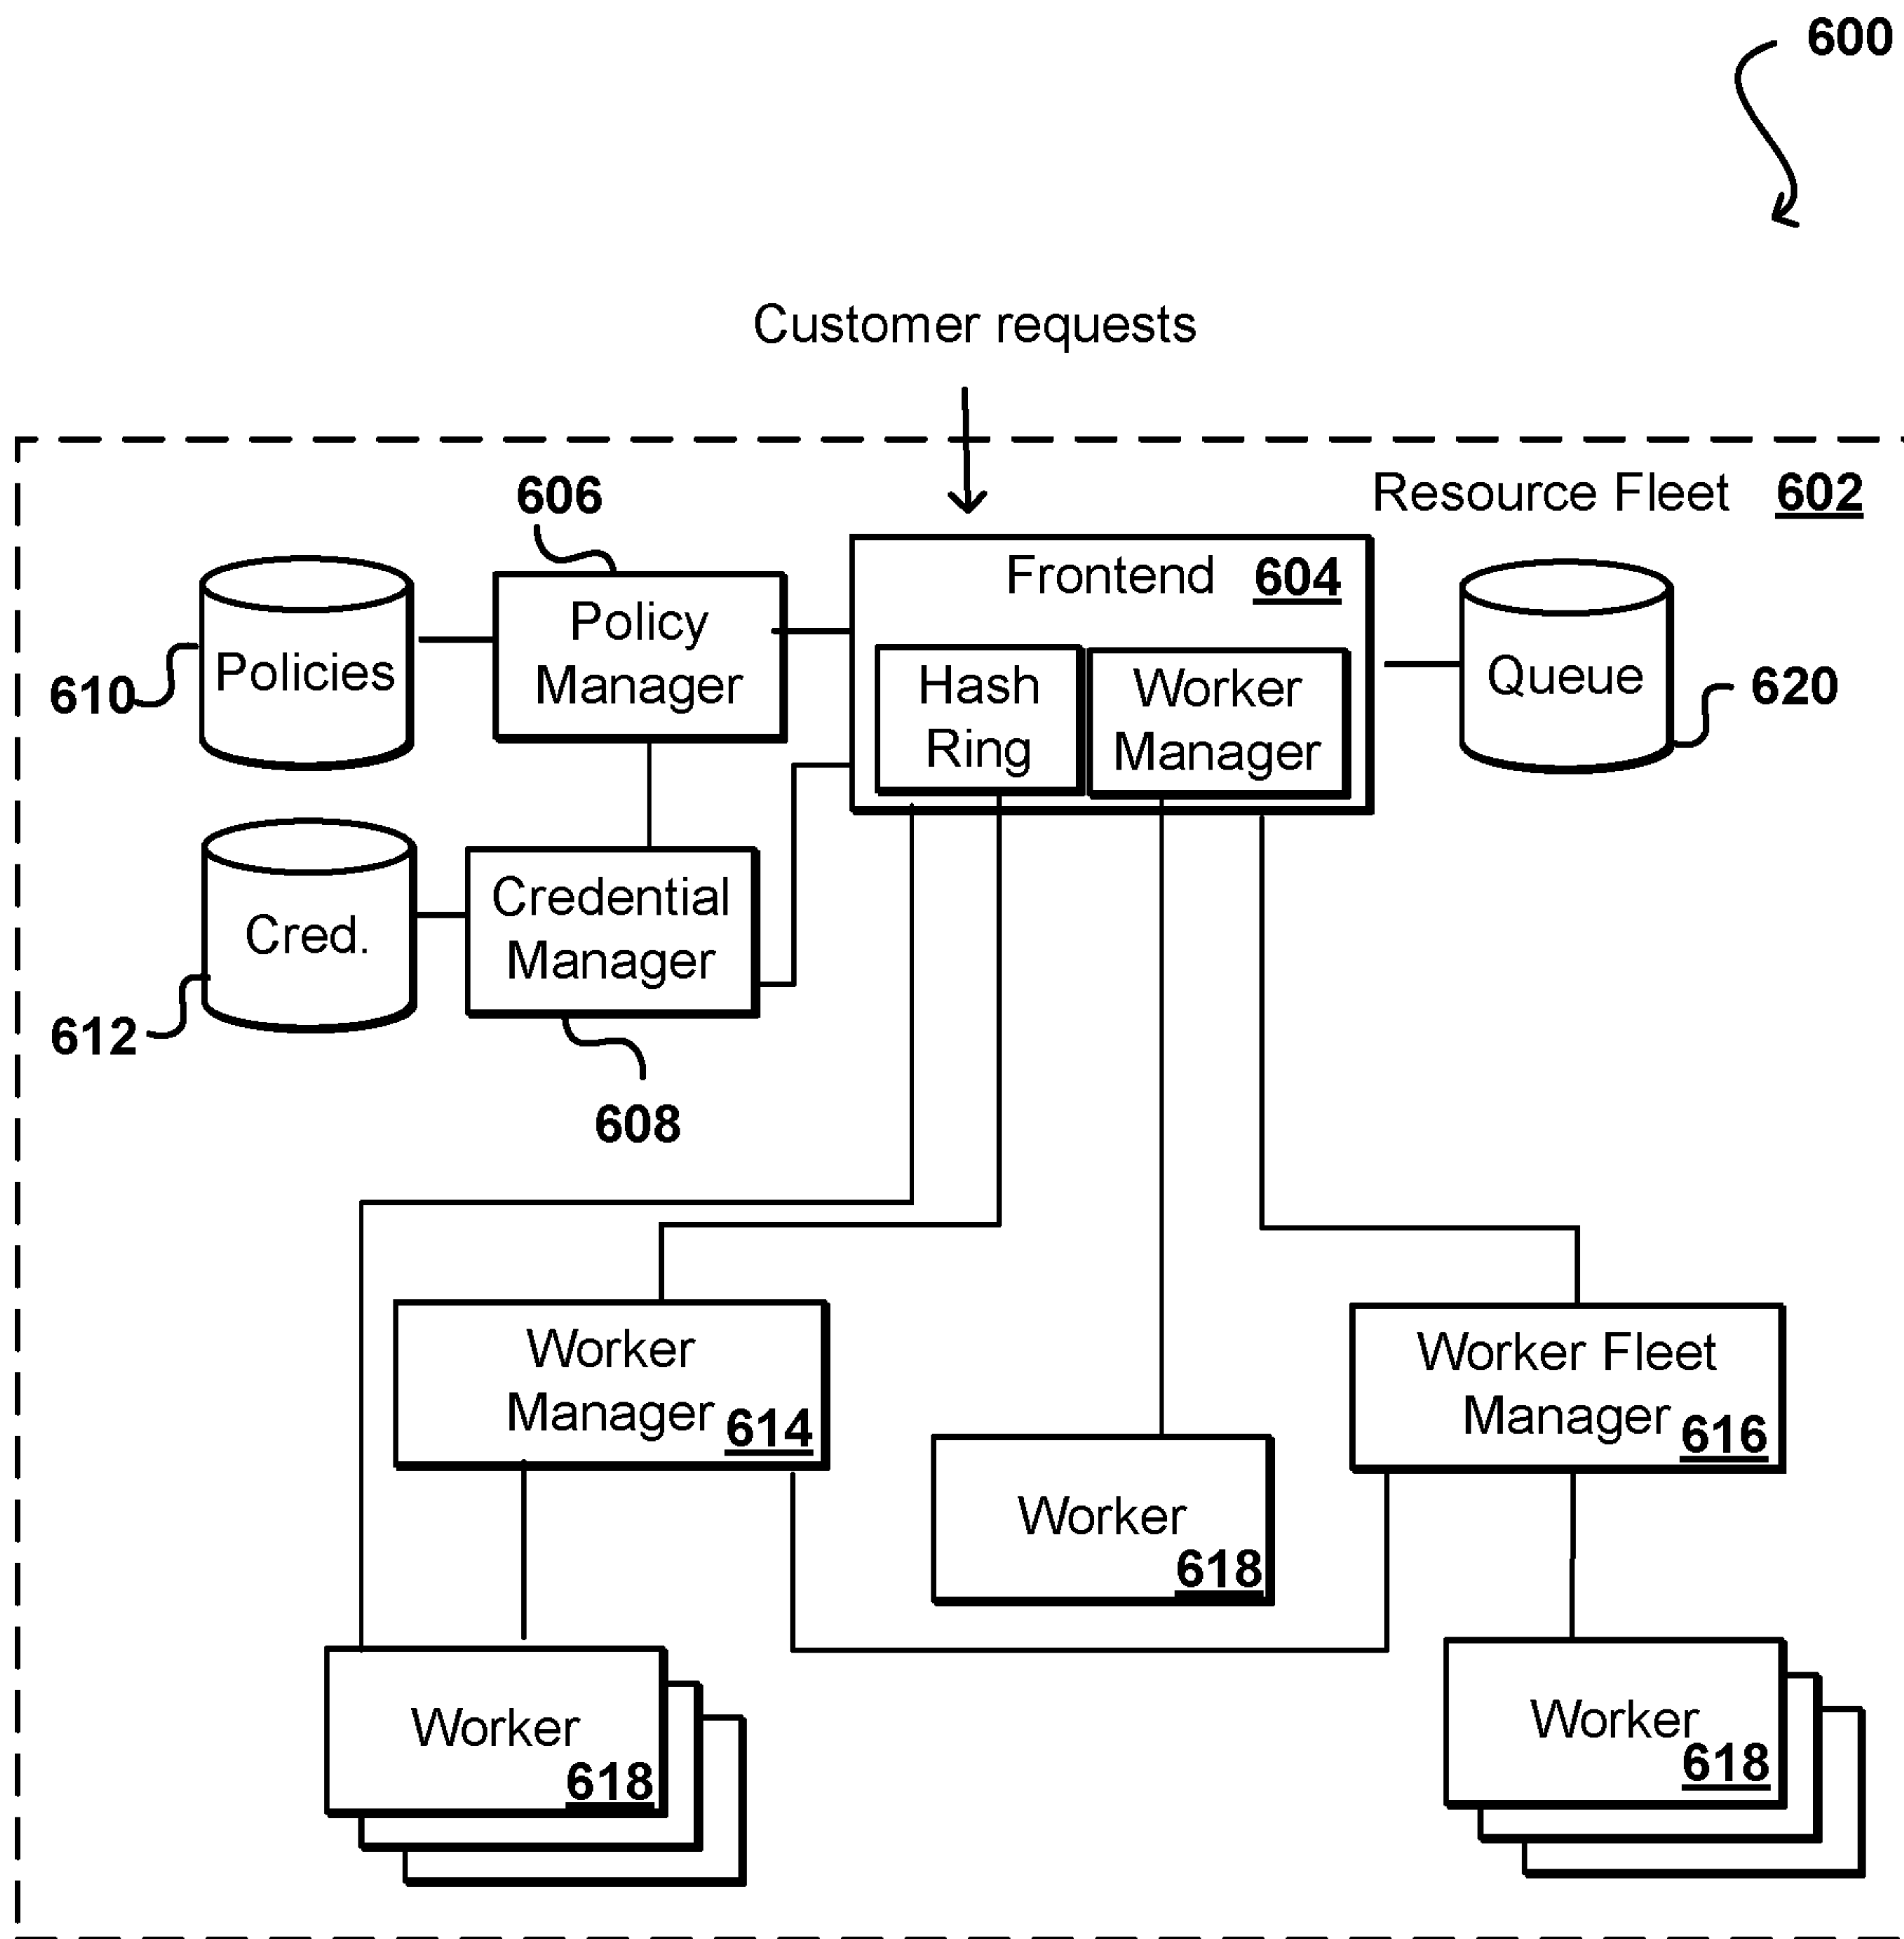 600
Customer requests
Resource Fleet 602
606
Frontend 604
Policy
Manager
Policies
610
Hash
Ring
Worker
Manager
Queue
620
Credential
Manager
Cred.
612
608
Worker
Manager 614
Worker Fleet
Manager 616
Worker
618
Worker
618
Worker
618